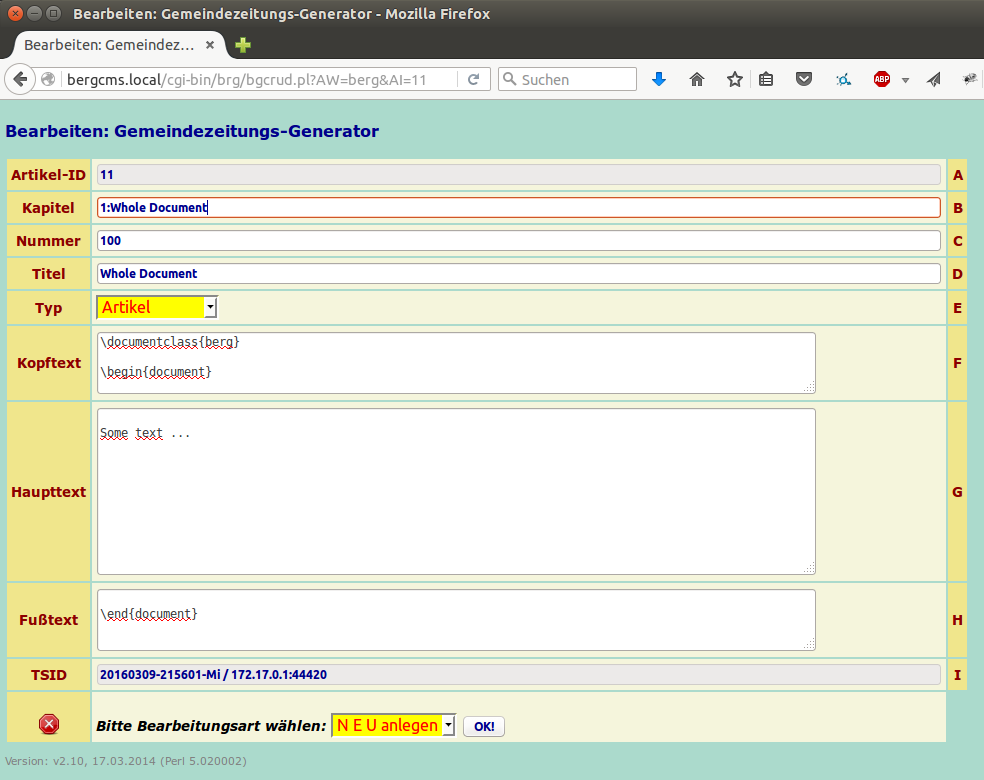 Bearbeiten: Gemeindezeitungs-Generator - Mozilla Firefox
Bearbeiten: Gemeindez...
bergcms.local/cgi-bin/brg/bgcrud.pl?AW=berg&AI=11
Suchen
ABP
Bearbeiten: Gemeindezeitungs-Generator
Artikel-ID 11 A
Kapitel 1:Whole Document B
Nummer 100 C
Titel Whole Document D
Typ Artikel E
Kopftext \documentclass{berg} F
\begin{document}
Haupttext Some text ... G
Fußtext \end{document} H
TSID 20160309-215601-Mi / 172.17.0.1:44420 I
Bitte Bearbeitungsart wählen: N E U anlegen OK!
Version: v2.10, 17.03.2014 (Perl 5.020002)